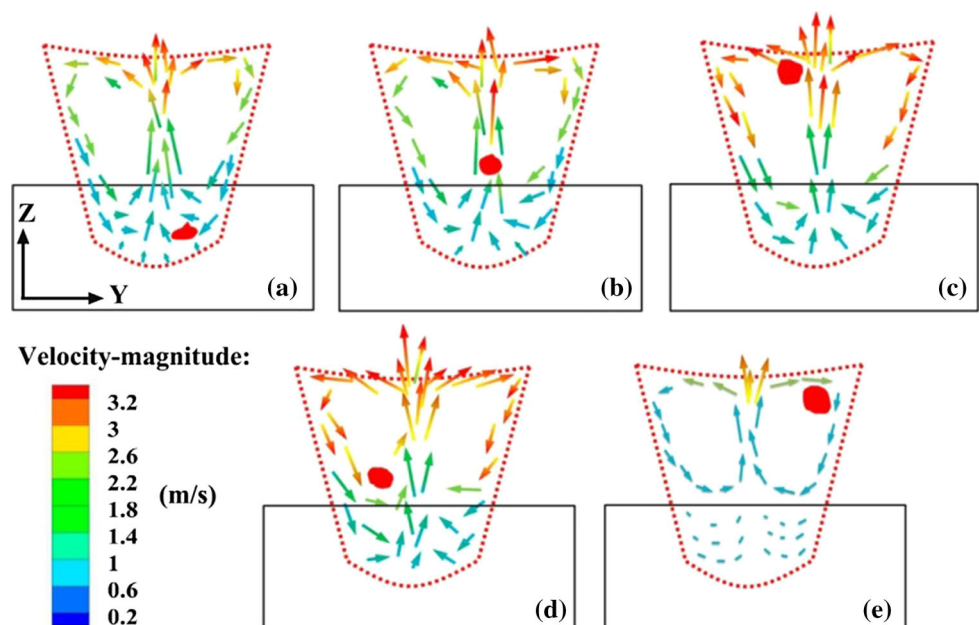 Z
Y
(a)
(b)
(c)
Velocity-magnitude:
3.2
3
2.6
2.2
1.8
1.4
1
0.6
0.2
(m/s)
(d)
(e)